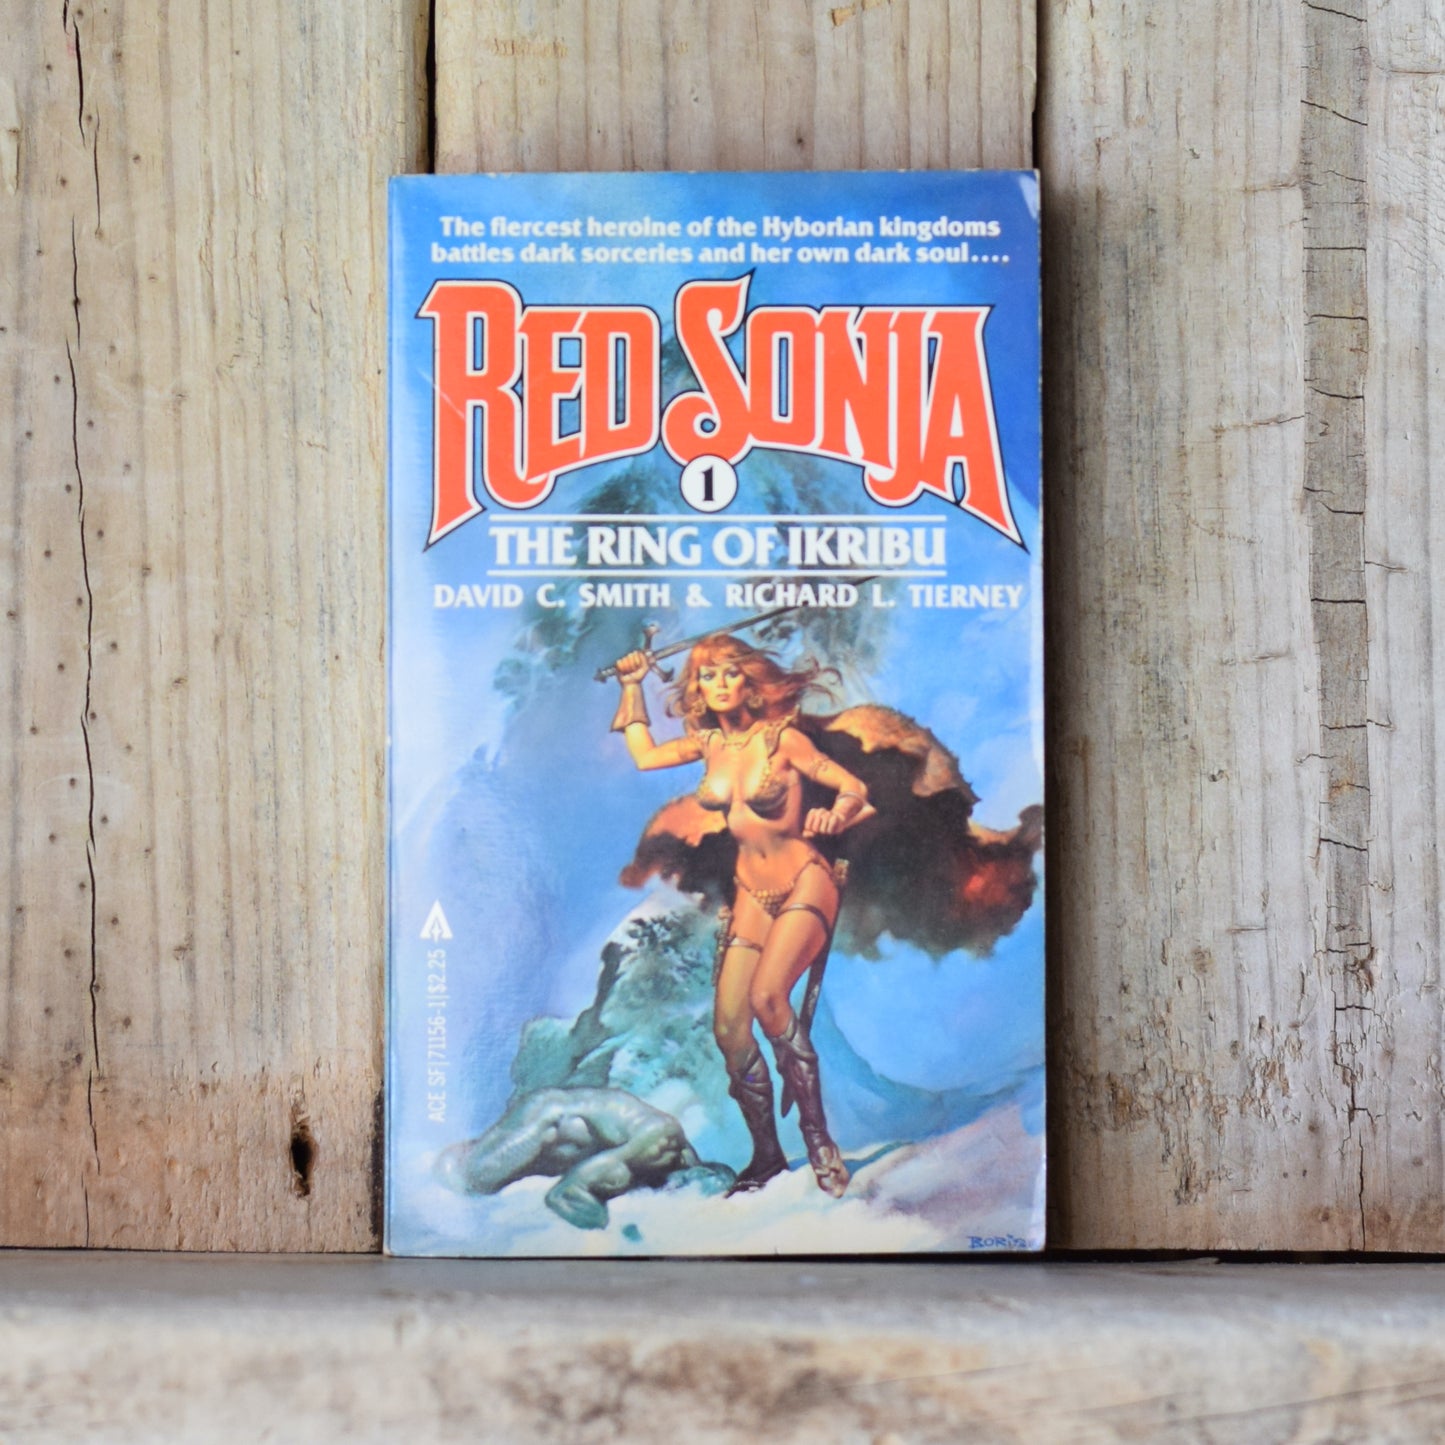 The fiercest heroine of the Hyborian kingdoms
battles dark sorceries and her own dark soul....
RED SONJA
1
THE RING OF IKRIBU
DAVID C. SMITH & RICHARD L. TIERNEY
ACE SF|71156-1|$2.25
BORIS